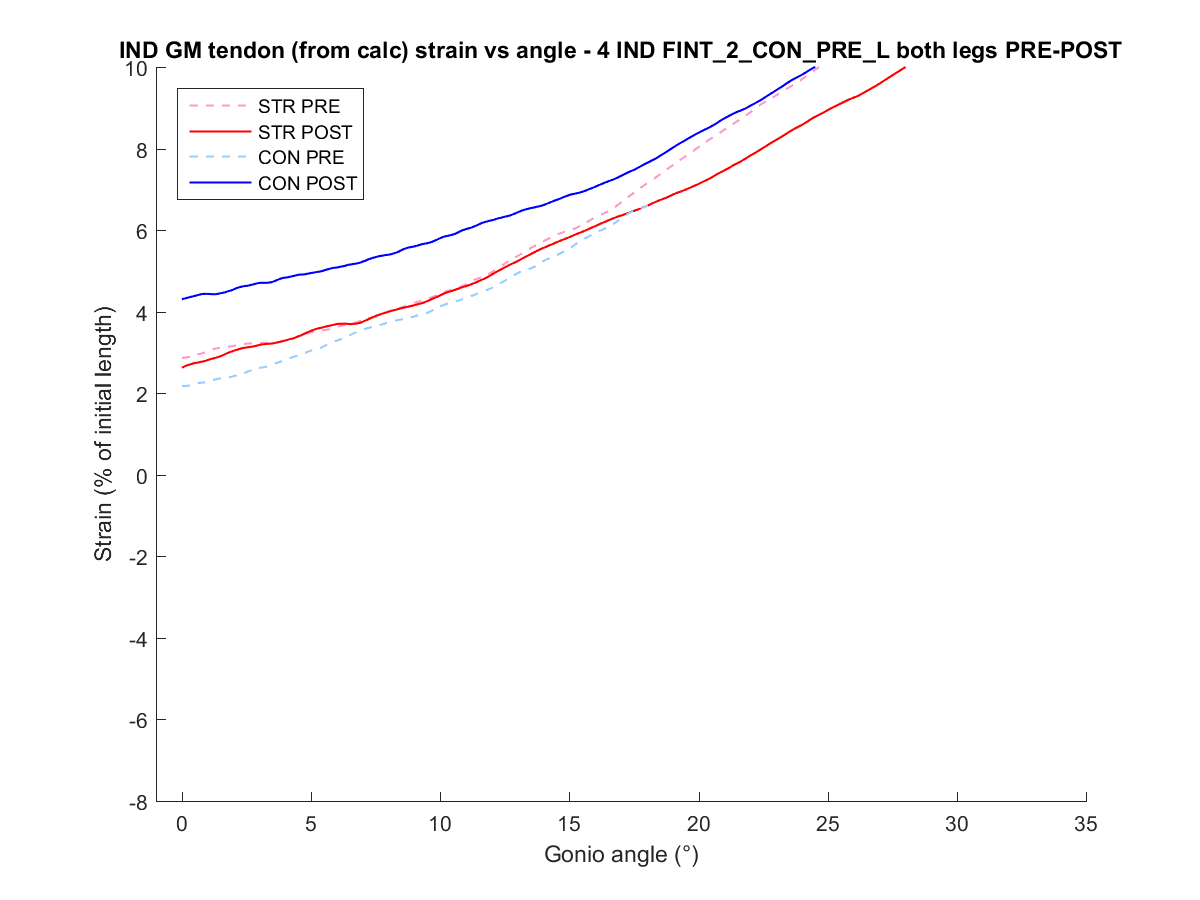 IND GM tendon (from calc) strain vs angle - 4 IND FINT_2_CON_PRE_L both legs PRE-POST
STR PRE
STR POST
CON PRE
CON POST
10
8
6
4
2
0
-2
-4
-6
-8
Strain (% of initial length)
0 5 10 15 20 25 30 35
Gonio angle (°)